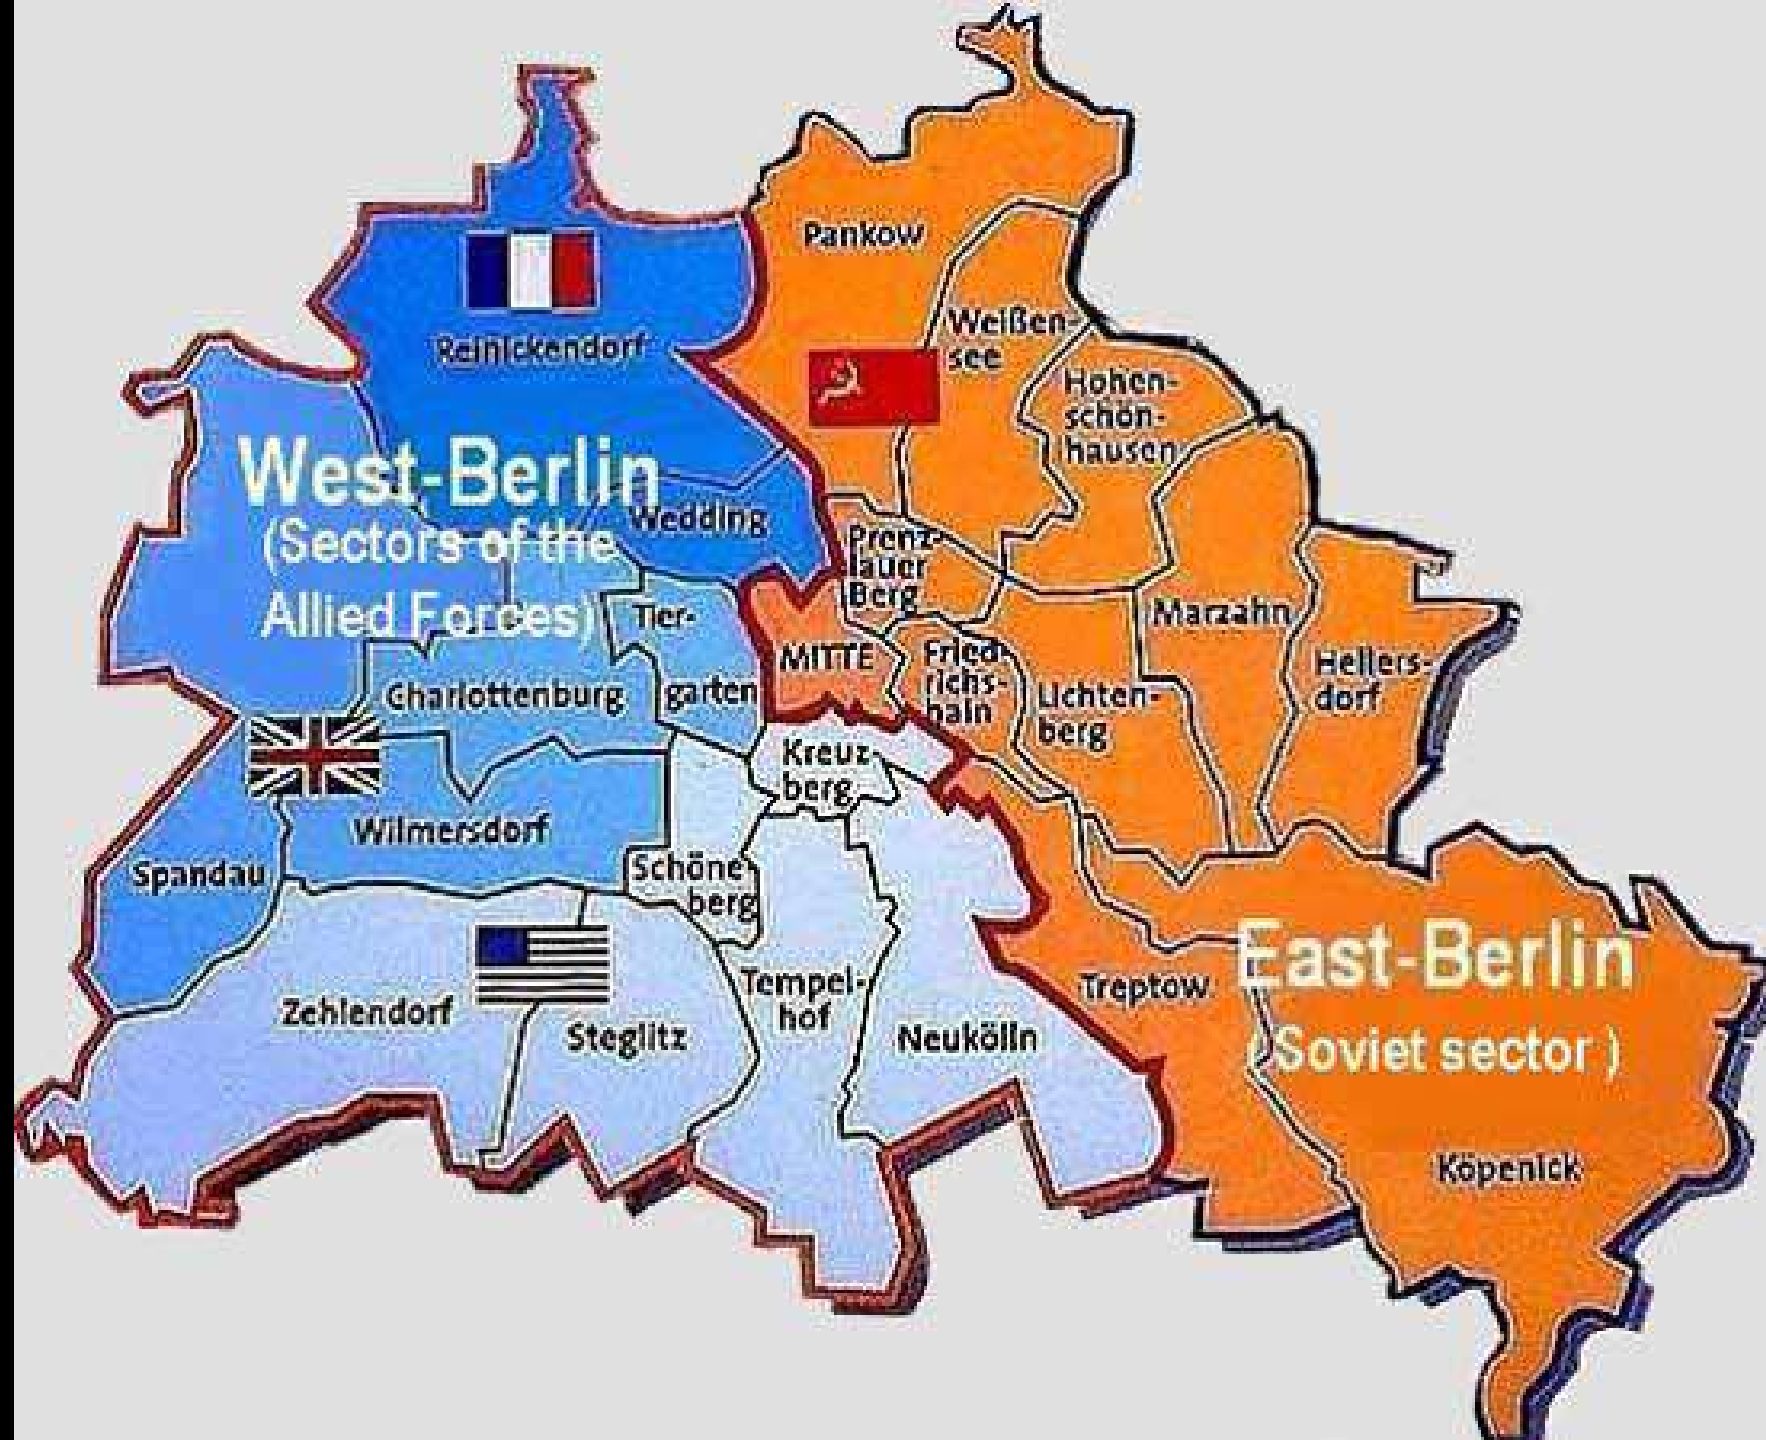 Pankow
Weißen-
see
Reinickendorf
Hohen-
schön-
hausen
West-Berlin
(Sectors of the
Allied Forces)
Wedding
Prenz-
lauer
Berg
Tier-
garten
MITTE
Fried-
richs-
hain
Marzahn
Hellers-
dorf
Lichten-
berg
Charlottenburg
Kreuz-
berg
Wilmersdorf
Spandau
Schöne-
berg
East-Berlin
(Soviet sector )
Treptow
Zehlendorf
Steglitz
Tempel-
hof
Neukölln
Köpenick